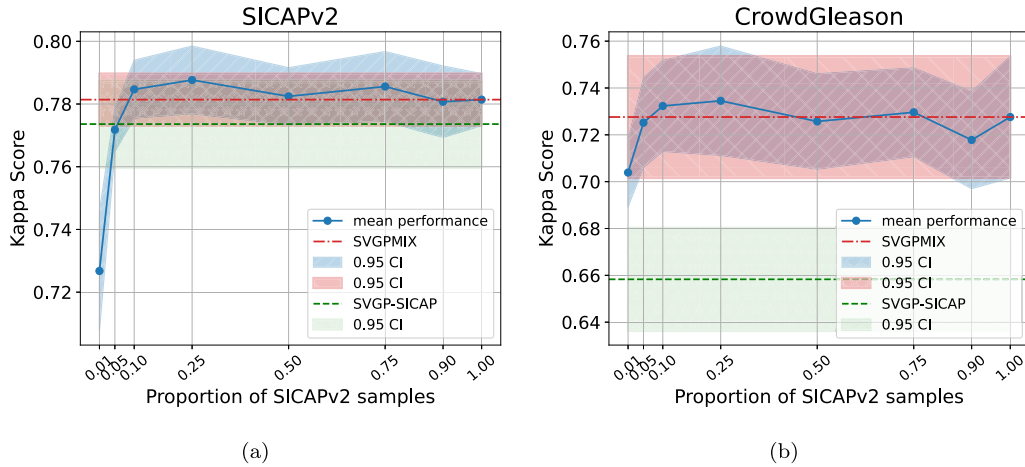 SICAPv2
Kappa Score
0.80
0.78
0.76
0.74
0.72
mean performance
SVGPMIX
0.95 CI
0.95 CI
SVGP-SICAP
0.95 CI
0.01
0.05
0.10
0.25
0.50
0.75
0.90
1.00
Proportion of SICAPv2 samples
(a)
CrowdGleason
Kappa Score
0.76
0.74
0.72
0.70
0.68
0.66
0.64
mean performance
SVGPMIX
0.95 CI
0.95 CI
SVGP-SICAP
0.95 CI
0.01
0.05
0.10
0.25
0.50
0.75
0.90
1.00
Proportion of SICAPv2 samples
(b)